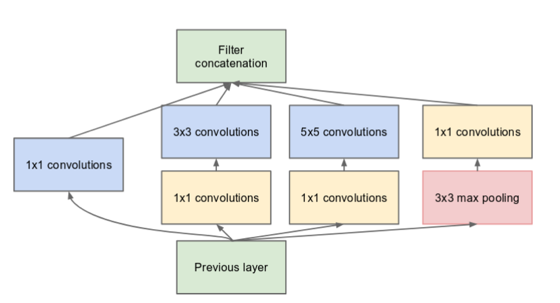 Filter
concatenation
3x3 convolutions
5x5 convolutions
1x1 convolutions
1x1 convolutions
1x1 convolutions
1x1 convolutions
3x3 max pooling
Previous layer